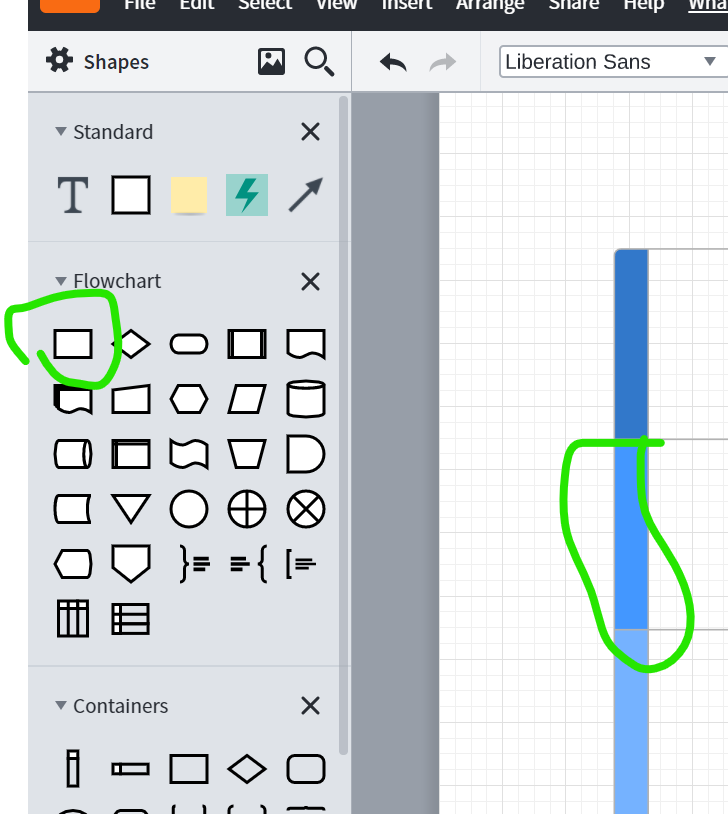 File Edit Select View Insert Arrange Share Help
Shapes
Liberation Sans
Standard
T
Flowchart
Containers